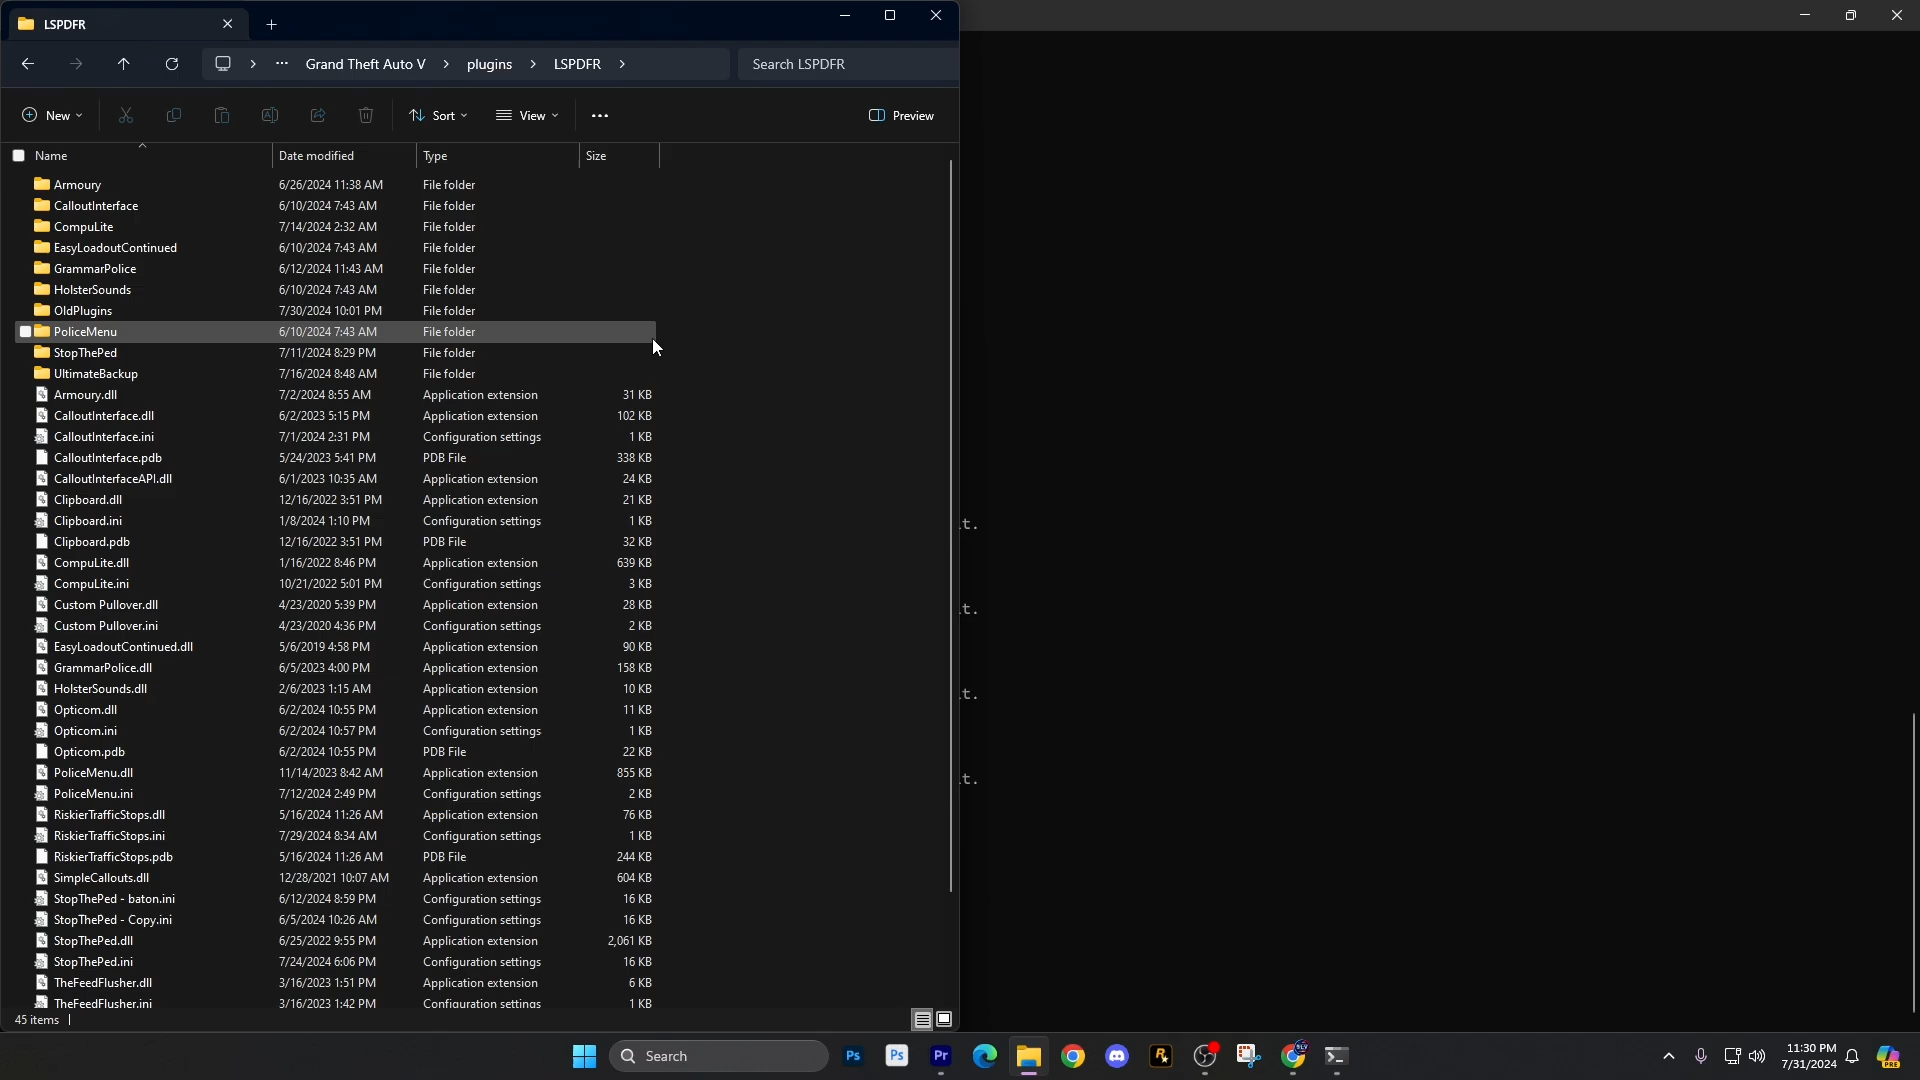 LSPDFR
Grand Theft Auto V > plugins > LSPDFR >
Search LSPDFR
New Sort View Preview
Name Date modified Type Size
Armoury 6/26/2024 11:38 AM File folder
CalloutInterface 6/10/2024 7:43 AM File folder
CompuLite 7/14/2024 2:32 AM File folder
EasyLoadoutContinued 6/10/2024 7:43 AM File folder
GrammarPolice 6/12/2024 11:43 AM File folder
HolsterSounds 6/10/2024 7:43 AM File folder
OldPlugins 7/30/2024 10:01 PM File folder
PoliceMenu 6/10/2024 7:43 AM File folder
StopThePed 7/11/2024 8:29 PM File folder
UltimateBackup 7/16/2024 8:48 AM File folder
Armoury.dll 7/2/2024 8:55 AM Application extension 31 KB
CalloutInterface.dll 6/2/2023 5:15 PM Application extension 102 KB
CalloutInterface.ini 7/1/2024 2:31 PM Configuration settings 1 KB
CalloutInterface.pdb 5/24/2023 5:41 PM PDB File 338 KB
CalloutInterfaceAPI.dll 6/1/2023 10:35 AM Application extension 24 KB
Clipboard.dll 12/16/2022 3:51 PM Application extension 21 KB
Clipboard.ini 1/8/2024 1:10 PM Configuration settings 1 KB
Clipboard.pdb 12/16/2022 3:51 PM PDB File 32 KB
CompuLite.dll 1/16/2022 8:46 PM Application extension 639 KB
CompuLite.ini 10/21/2022 5:01 PM Configuration settings 3 KB
Custom Pullover.dll 4/23/2020 5:39 PM Application extension 28 KB
Custom Pullover.ini 4/23/2020 4:36 PM Configuration settings 2 KB
EasyLoadoutContinued.dll 5/6/2019 4:58 PM Application extension 90 KB
GrammarPolice.dll 6/5/2023 4:00 PM Application extension 158 KB
HolsterSounds.dll 2/6/2023 1:15 AM Application extension 10 KB
Opticom.dll 6/2/2024 10:55 PM Application extension 11 KB
Opticom.ini 6/2/2024 10:57 PM Configuration settings 1 KB
Opticom.pdb 6/2/2024 10:55 PM PDB File 22 KB
PoliceMenu.dll 11/14/2023 8:42 AM Application extension 855 KB
PoliceMenu.ini 7/12/2024 2:49 PM Configuration settings 2 KB
RiskierTrafficStops.dll 5/16/2024 11:26 AM Application extension 76 KB
RiskierTrafficStops.ini 7/29/2024 8:34 AM Configuration settings 1 KB
RiskierTrafficStops.pdb 5/16/2024 11:26 AM PDB File 244 KB
SimpleCallouts.dll 12/28/2021 10:07 AM Application extension 604 KB
StopThePed - baton.ini 6/12/2024 8:59 PM Configuration settings 16 KB
StopThePed - Copy.ini 6/5/2024 10:26 AM Configuration settings 16 KB
StopThePed.dll 6/25/2022 9:55 PM Application extension 2,061 KB
StopThePed.ini 7/24/2024 6:06 PM Configuration settings 16 KB
TheFeedFlusher.dll 3/16/2023 1:51 PM Application extension 6 KB
TheFeedFlusher.ini 3/16/2023 1:42 PM Configuration settings 1 KB
45 items
t.
t.
t.
t.
Search
Ps
Ps
Pr
11:30 PM
7/31/2024
PRE